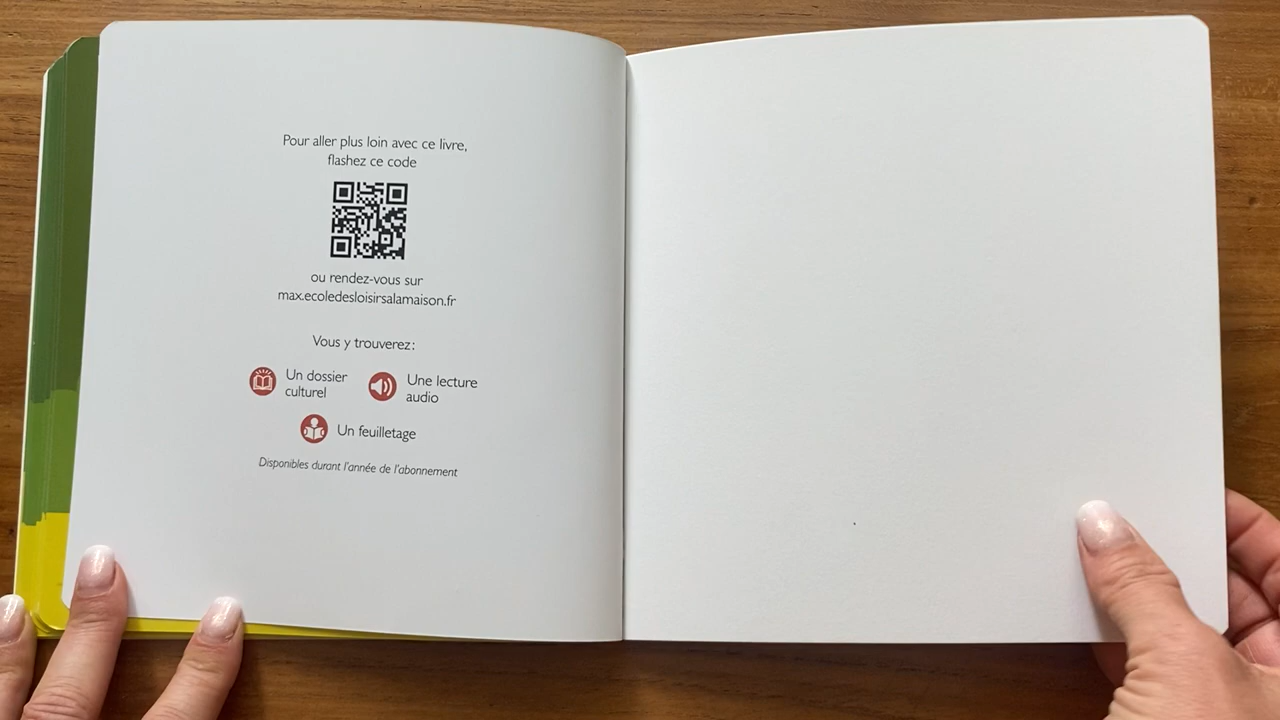 Pour aller plus loin avec ce livre,
flashez ce code
ou rendez-vous sur
max.ecoledesloisirsalamaison.fr
Vous y trouverez :
Un dossier
culturel
Une lecture
audio
Un feuilletage
Disponibles durant l'année de l'abonnement